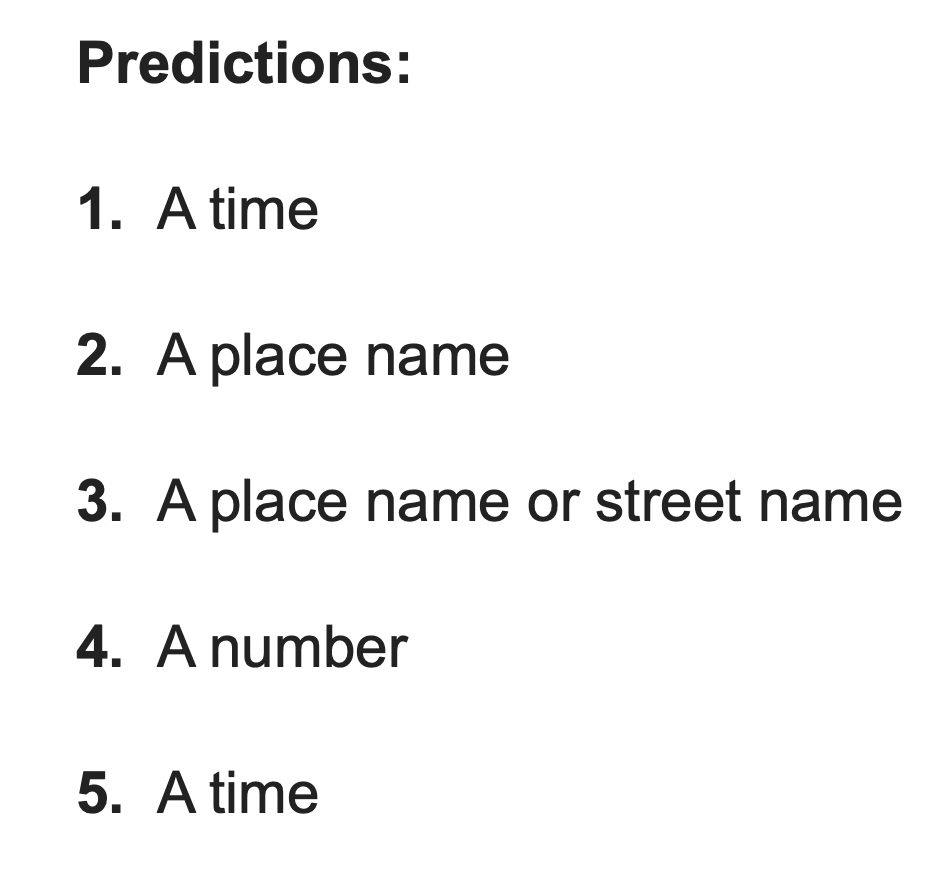 Predictions:
1. A time
2. A place name
3. A place name or street name
4. A number
5. A time